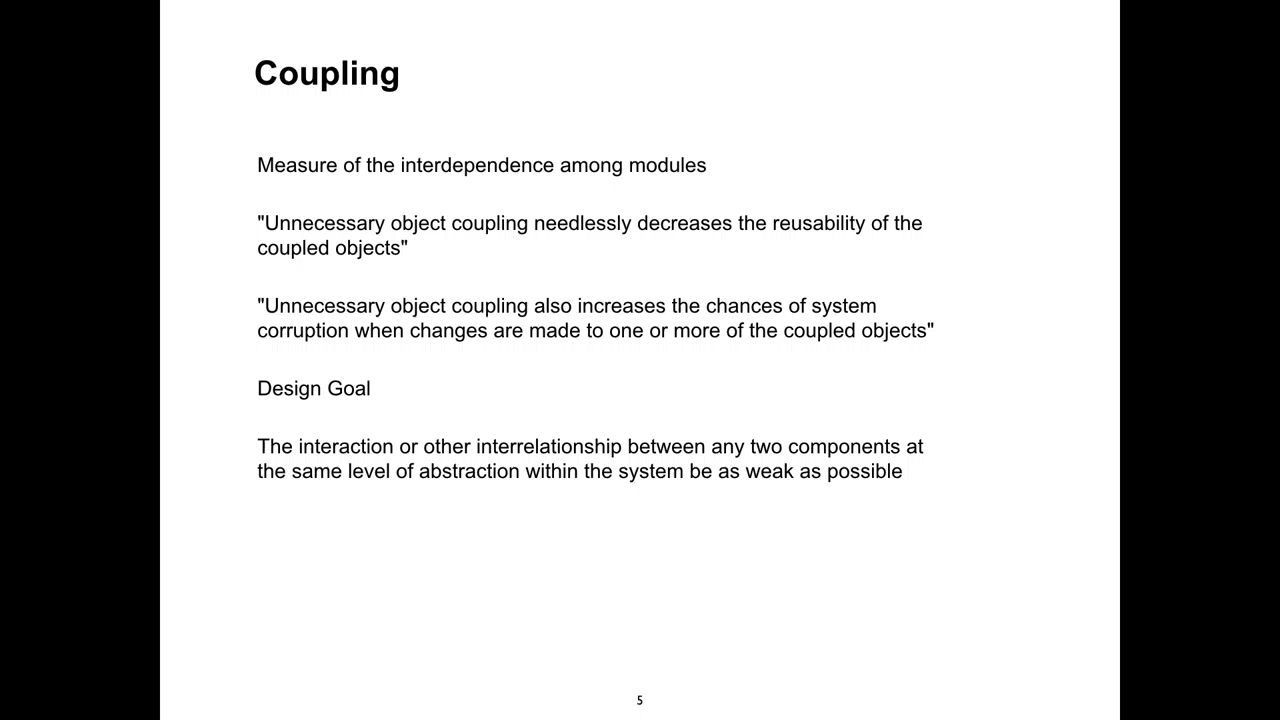 Coupling
Measure of the interdependence among modules
"Unnecessary object coupling needlessly decreases the reusability of the
coupled objects"
"Unnecessary object coupling also increases the chances of system
corruption when changes are made to one or more of the coupled objects"
Design Goal
The interaction or other interrelationship between any two components at
the same level of abstraction within the system be as weak as possible
5